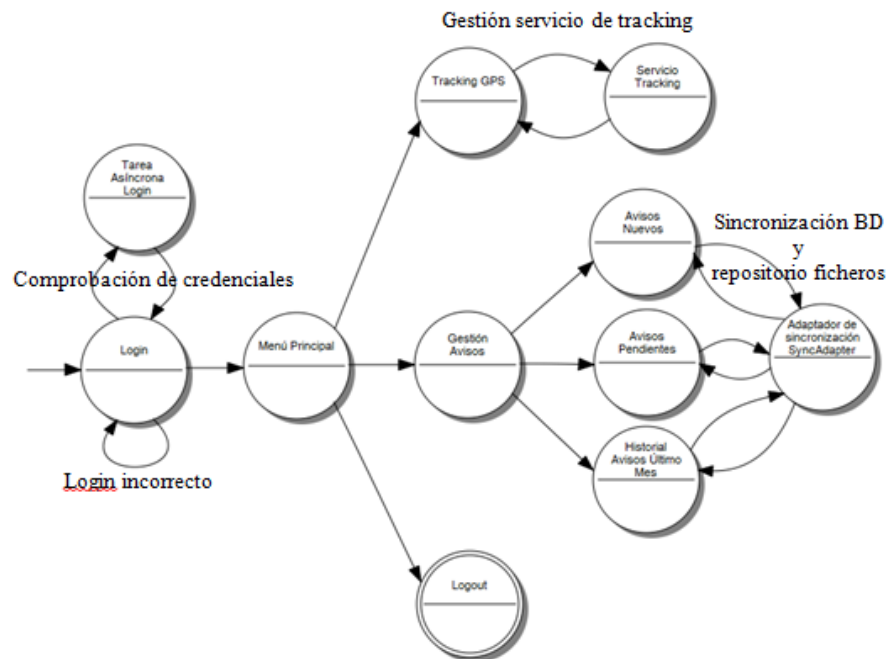 Gestión servicio de tracking
Tracking GPS
Servicio
Tracking
Tarea
Asíncrona
Login
Comprobación de credenciales
Login
Login incorrecto
Menú Principal
Gestión
Avisos
Avisos
Nuevos
Sincronización BD
y
repositorio ficheros
Avisos
Pendientes
Adaptador de
sincronización
SyncAdapter
Historial
Avisos Último
Mes
Logout